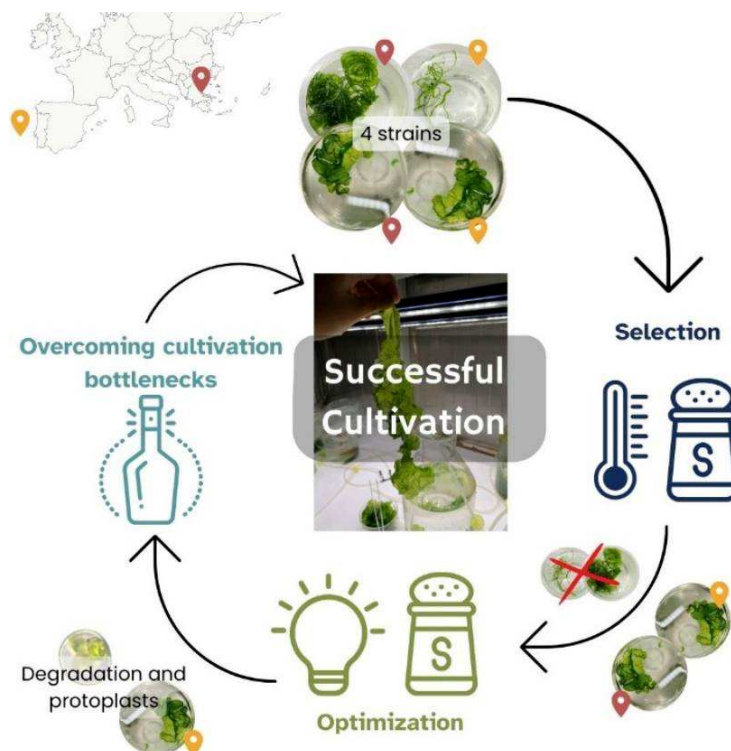 4 strains
Selection
S
Overcoming cultivation
bottlenecks
Successful
Cultivation
S
Optimization
Degradation and
protoplasts